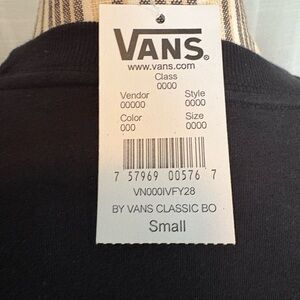 VANS®
www.vans.com
Class
0000
Vendor Style
00000 0000
Color Size
000 0000
7 57969 00576 7
VN000IVFY28
BY VANS CLASSIC BO
Small